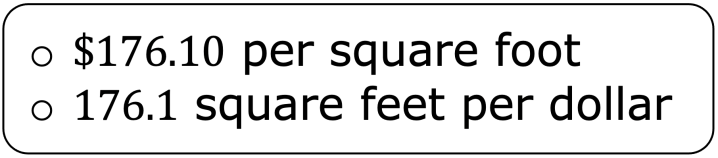 $176.10 per square foot
176.1 square feet per dollar